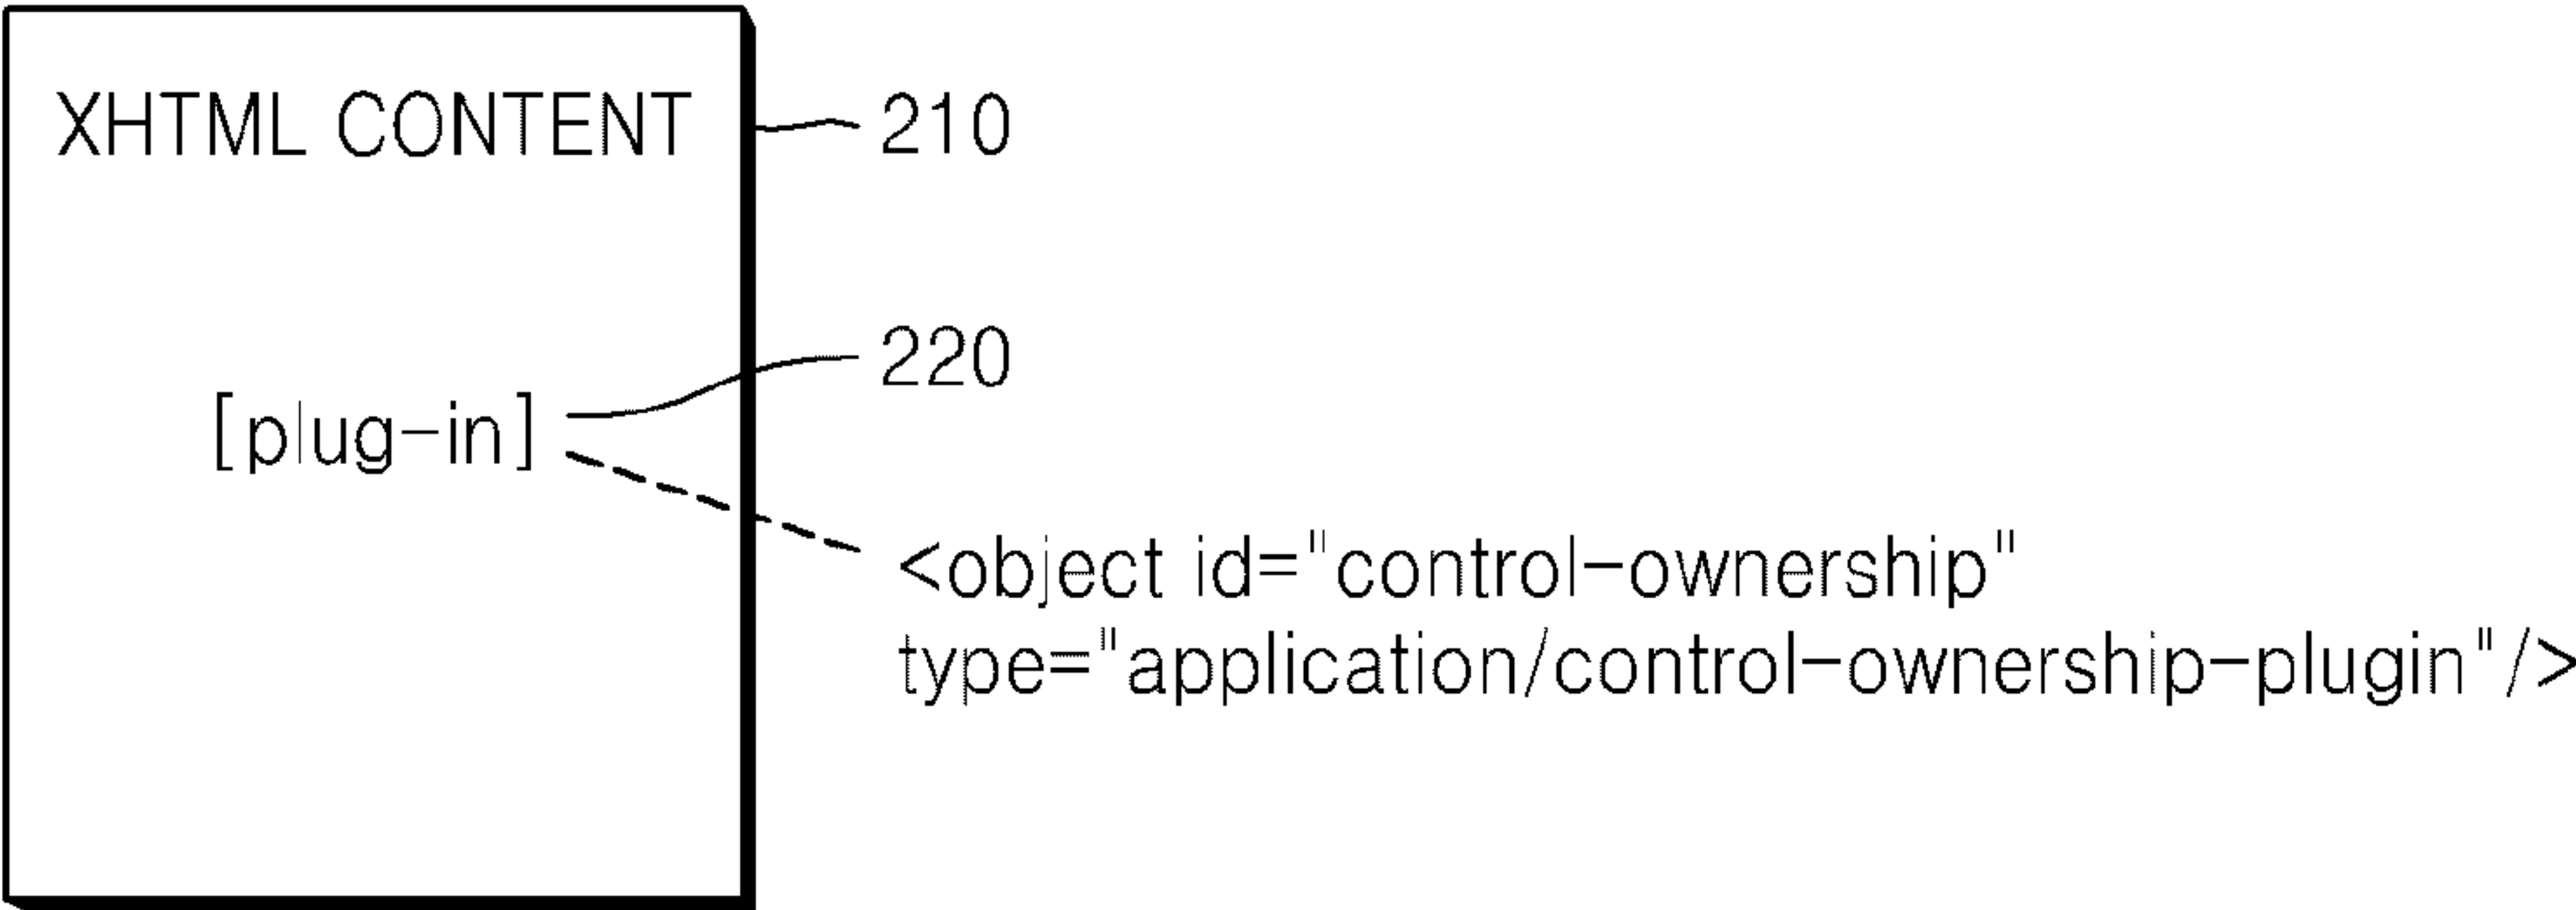 XHTML CONTENT
210
220
[plug-in]
<object id="control-ownership"
type="application/control-ownership-plugin"/>